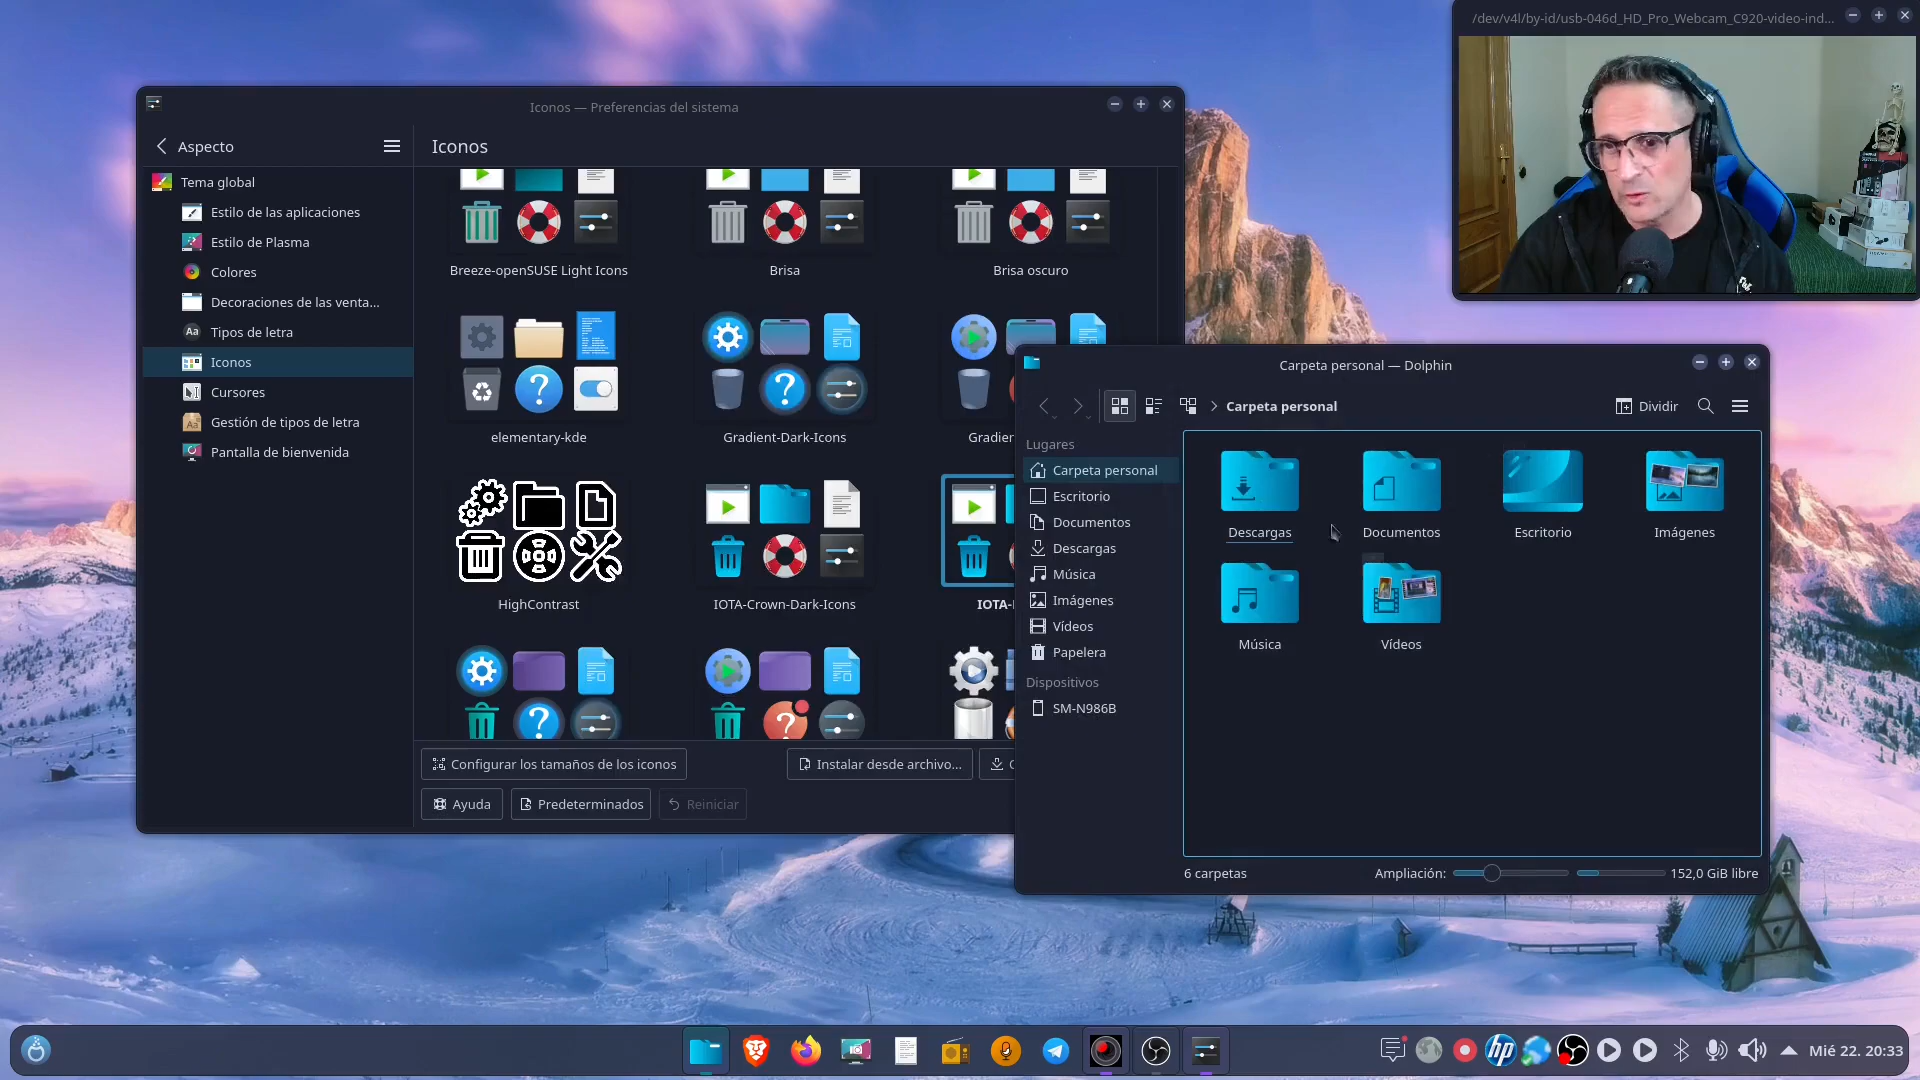 /dev/v4l/by-id/usb-046d_HD_Pro_Webcam_C920-video-ind...
Iconos — Preferencias del sistema
Aspecto
Iconos
Tema global
Estilo de las aplicaciones
Estilo de Plasma
Colores
Decoraciones de las venta...
Tipos de letra
Iconos
Cursores
Gestión de tipos de letra
Pantalla de bienvenida
Breeze-openSUSE Light Icons
Brisa
Brisa oscuro
elementary-kde
Gradient-Dark-Icons
HighContrast
IOTA-Crown-Dark-Icons
Configurar los tamaños de los iconos
Instalar desde archivo...
Ayuda
Predeterminados
Reiniciar
Carpeta personal — Dolphin
Carpeta personal
Dividir
Lugares
Carpeta personal
Escritorio
Documentos
Descargas
Música
Imágenes
Vídeos
Papelera
Dispositivos
SM-N986B
Descargas
Documentos
Escritorio
Imágenes
Música
Vídeos
6 carpetas
Ampliación:
152,0 GiB libre
Mié 22. 20:33